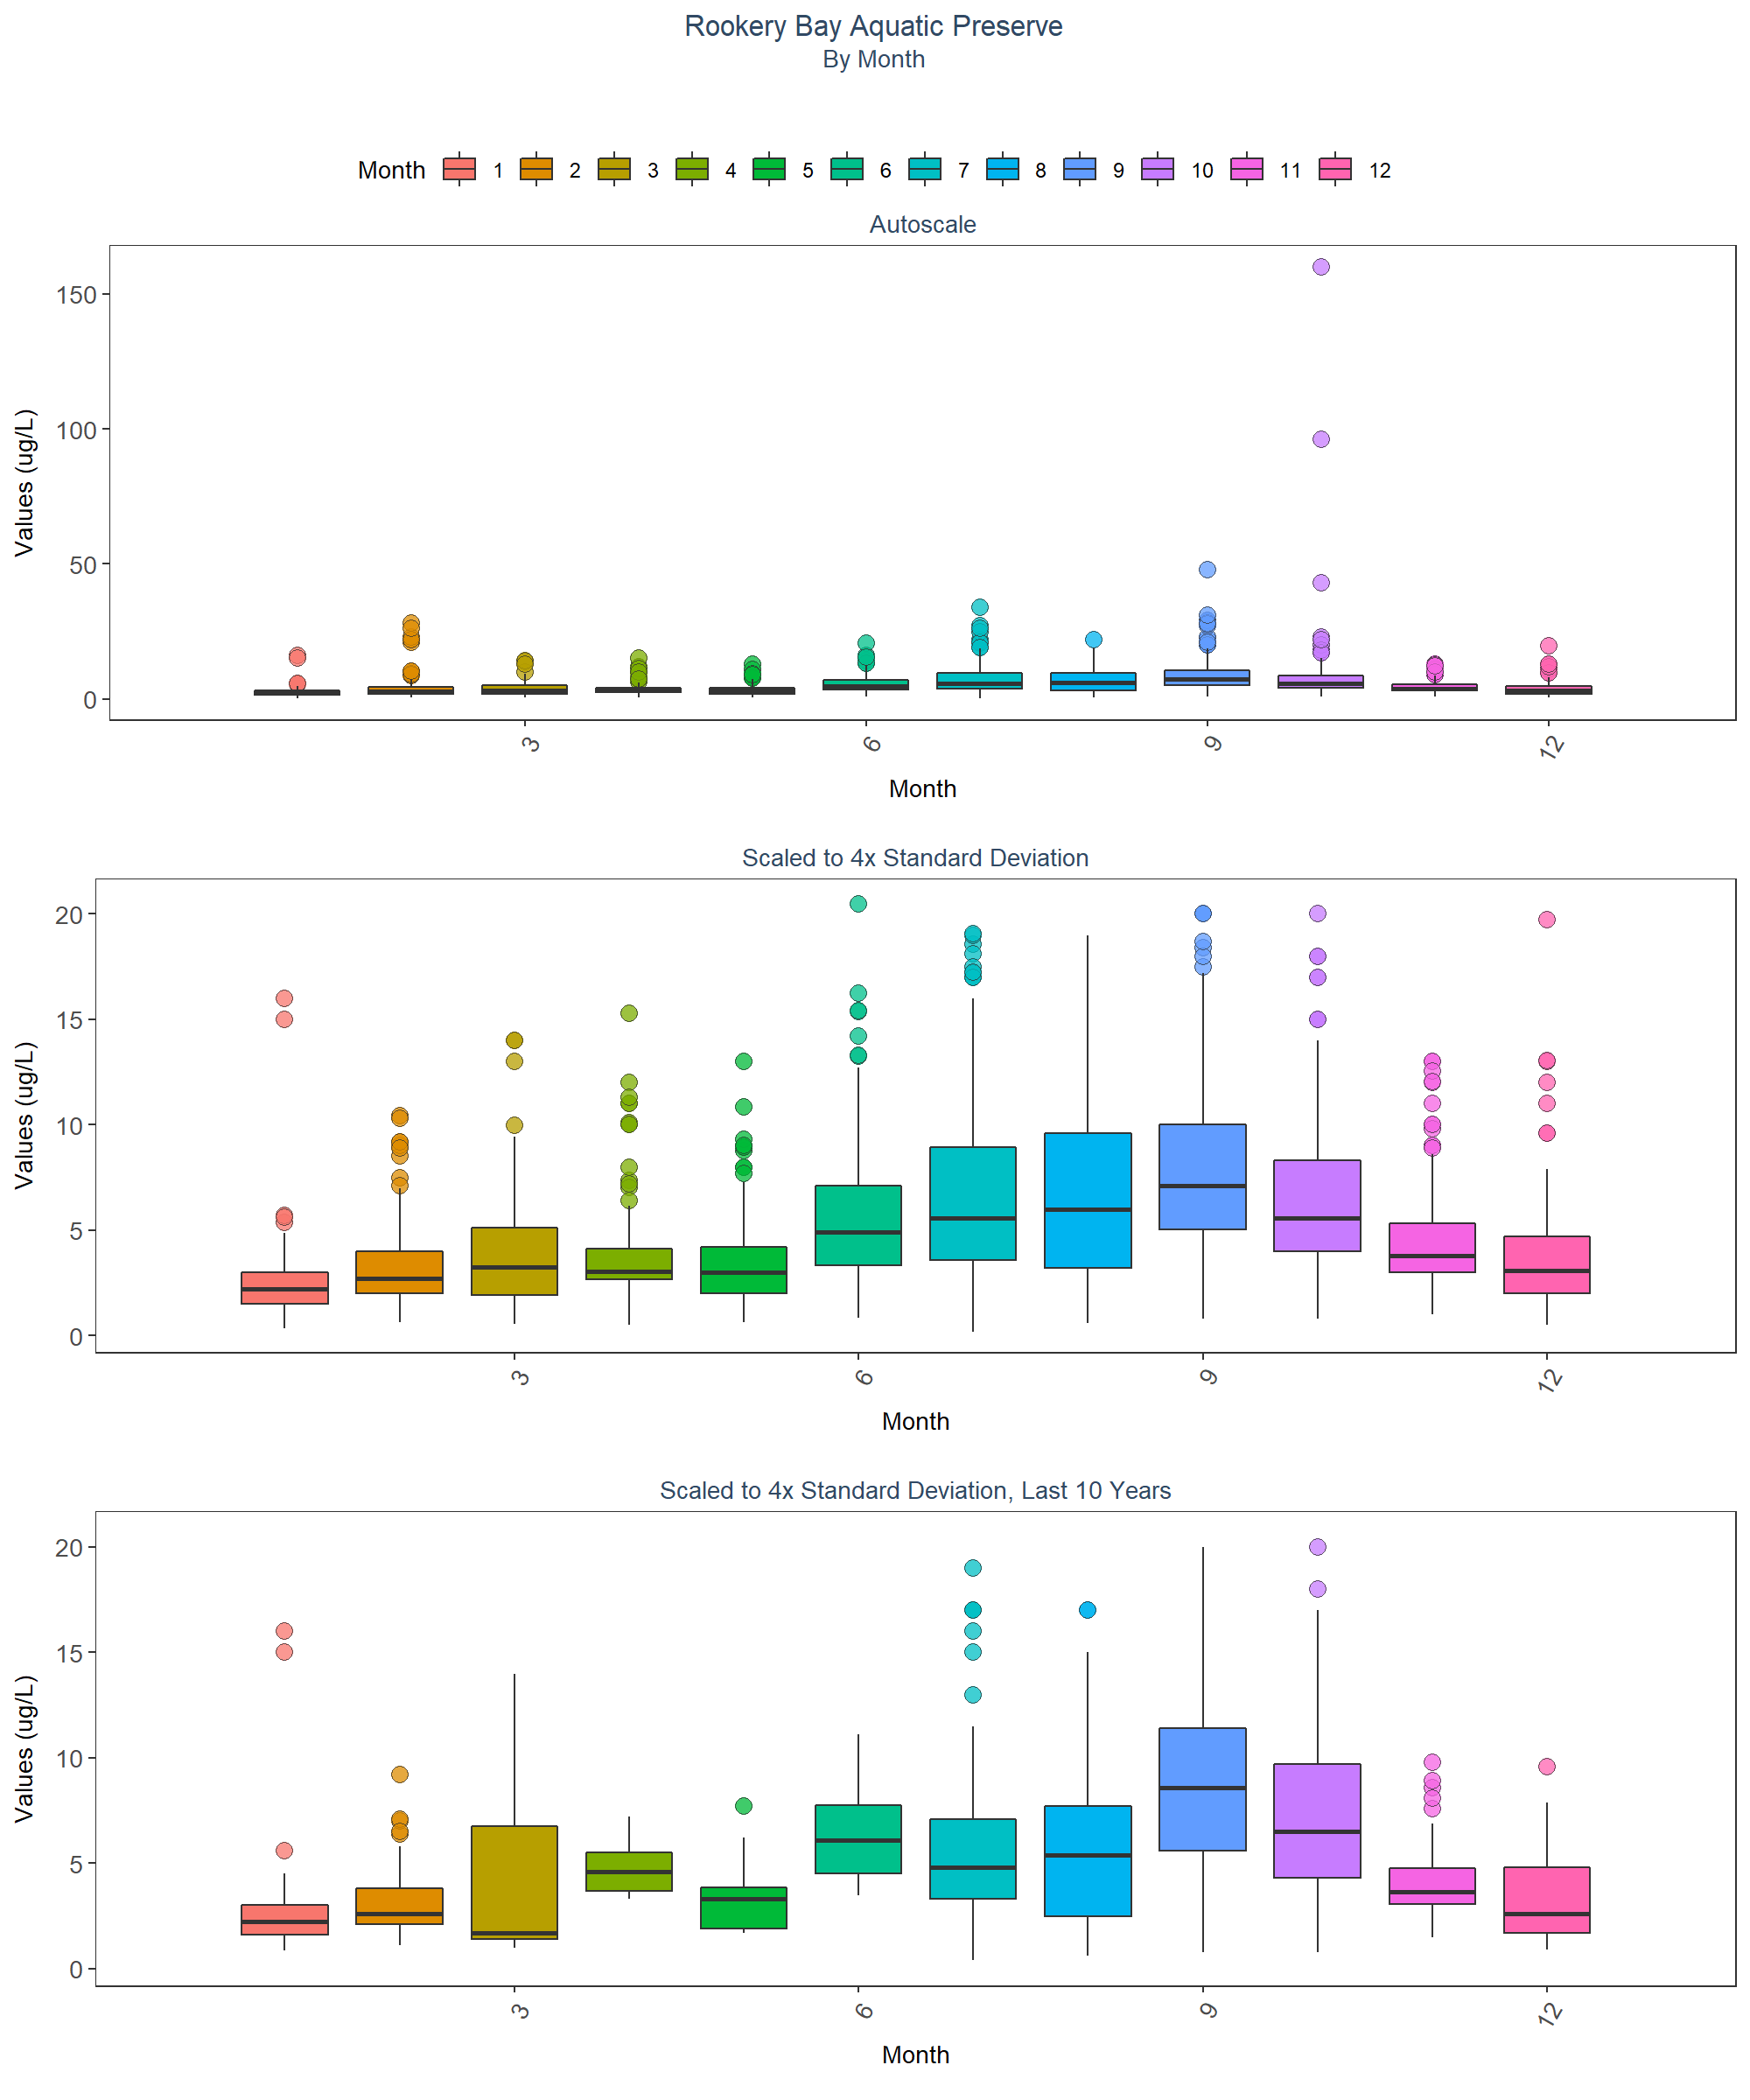 Rookery Bay Aquatic Preserve
By Month
Month 1 2 3 4 5 6 7 8 9 10 11 12
Autoscale
Values (ug/L)
150
100
50
0
3 6 9 12
Month
Scaled to 4x Standard Deviation
Values (ug/L)
20
15
10
5
0
3 6 9 12
Month
Scaled to 4x Standard Deviation, Last 10 Years
Values (ug/L)
20
15
10
5
0
3 6 9 12
Month